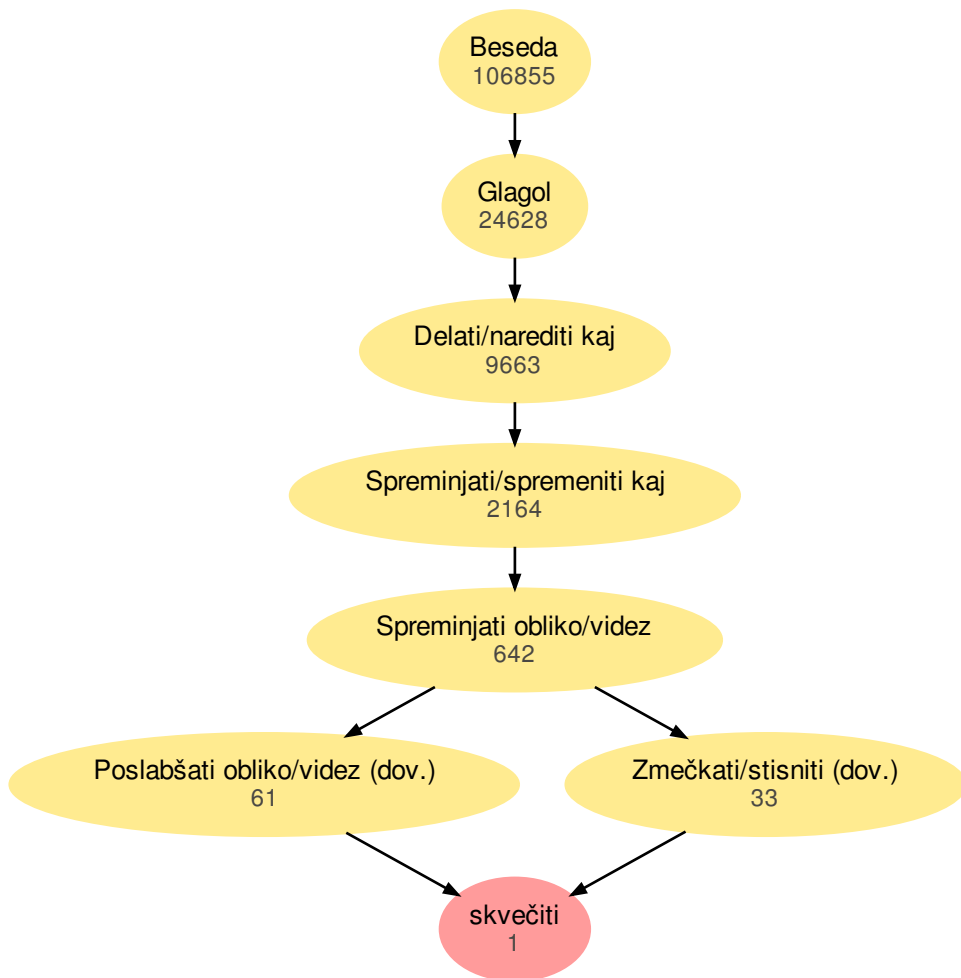 Beseda
106855
Glagol
24628
Delati/narediti kaj
9663
Spreminjati/spremeniti kaj
2164
Spreminjati obliko/videz
642
Poslabšati obliko/videz (dov.)
61
Zmečkati/stisniti (dov.)
33
skvečiti
1